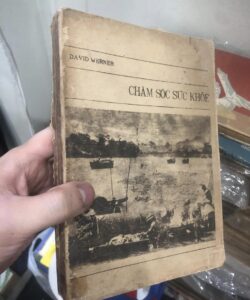 DAVID WERNER
CHĂM SÓC SỨC KHỎE